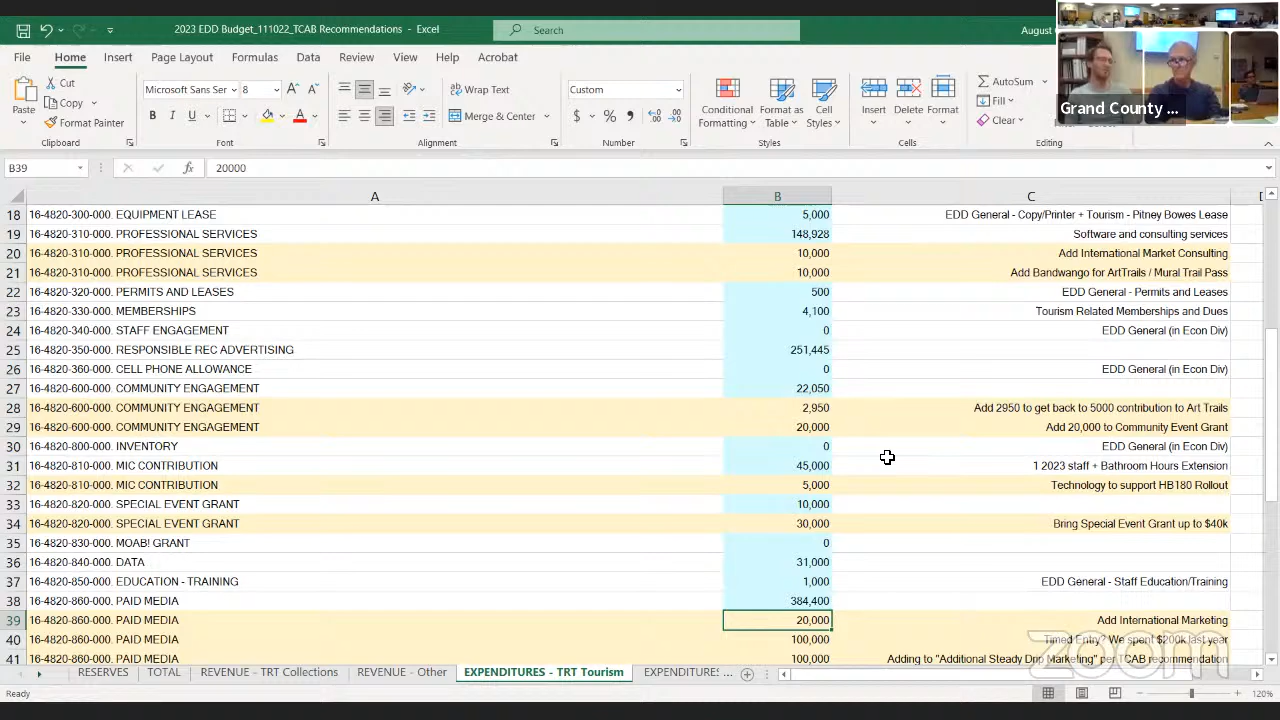 2023 EDD Budget_111022_TCAB Recommendations - Excel
Search
August
File Home Insert Page Layout Formulas Data Review View Help Acrobat
Grand County ...
Paste
Cut
Copy
Format Painter
Clipboard
Microsoft Sans Ser
8
B I U
Font
Wrap Text
Merge & Center
Alignment
Custom
$ % 9
Number
Conditional Formatting
Format as Table
Cell Styles
Styles
Insert
Delete
Format
Cells
AutoSum
Fill
Clear
Editing
B39
fx
20000
A B C
18 16-4820-300-000. EQUIPMENT LEASE 5,000 EDD General - Copy/Printer + Tourism - Pitney Bowes Lease
19 16-4820-310-000. PROFESSIONAL SERVICES 148,928 Software and consulting services
20 16-4820-310-000. PROFESSIONAL SERVICES 10,000 Add International Market Consulting
21 16-4820-310-000. PROFESSIONAL SERVICES 10,000 Add Bandwango for ArtTrails / Mural Trail Pass
22 16-4820-320-000. PERMITS AND LEASES 500 EDD General - Permits and Leases
23 16-4820-330-000. MEMBERSHIPS 4,100 Tourism Related Memberships and Dues
24 16-4820-340-000. STAFF ENGAGEMENT 0 EDD General (in Econ Div)
25 16-4820-350-000. RESPONSIBLE REC ADVERTISING 251,445
26 16-4820-360-000. CELL PHONE ALLOWANCE 0 EDD General (in Econ Div)
27 16-4820-600-000. COMMUNITY ENGAGEMENT 22,050
28 16-4820-600-000. COMMUNITY ENGAGEMENT 2,950 Add 2950 to get back to 5000 contribution to Art Trails
29 16-4820-600-000. COMMUNITY ENGAGEMENT 20,000 Add 20,000 to Community Event Grant
30 16-4820-800-000. INVENTORY 0 EDD General (in Econ Div)
31 16-4820-810-000. MIC CONTRIBUTION 45,000 1 2023 staff + Bathroom Hours Extension
32 16-4820-810-000. MIC CONTRIBUTION 5,000 Technology to support HB180 Rollout
33 16-4820-820-000. SPECIAL EVENT GRANT 10,000
34 16-4820-820-000. SPECIAL EVENT GRANT 30,000 Bring Special Event Grant up to $40k
35 16-4820-830-000. MOAB! GRANT 0
36 16-4820-840-000. DATA 31,000
37 16-4820-850-000. EDUCATION - TRAINING 1,000 EDD General - Staff Education/Training
38 16-4820-860-000. PAID MEDIA 384,400
39 16-4820-860-000. PAID MEDIA 20,000 Add International Marketing
40 16-4820-860-000. PAID MEDIA 100,000 Timed Entry? We spent $200k last year
41 16-4820-860-000. PAID MEDIA 100,000 Adding to "Additional Steady Drip Marketing" per TCAB recommendation
zoom
RESERVES TOTAL REVENUE - TRT Collections REVENUE - Other EXPENDITURES - TRT Tourism EXPENDITURES ...
Ready
120%